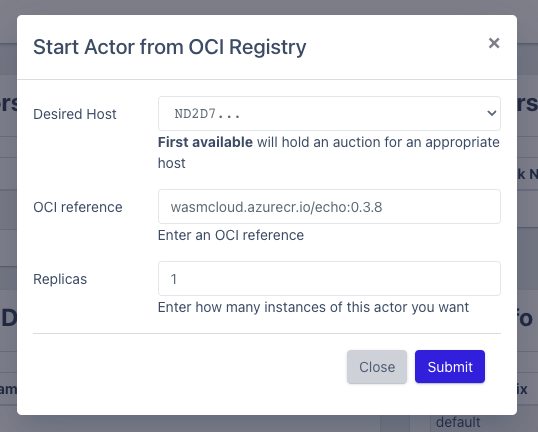 Start Actor from OCI Registry
×
Desired Host
ND2D7...
First available will hold an auction for an appropriate
host
OCI reference
wasmcloud.azurecr.io/echo:0.3.8
Enter an OCI reference
Replicas
1
Enter how many instances of this actor you want
Close
Submit
default